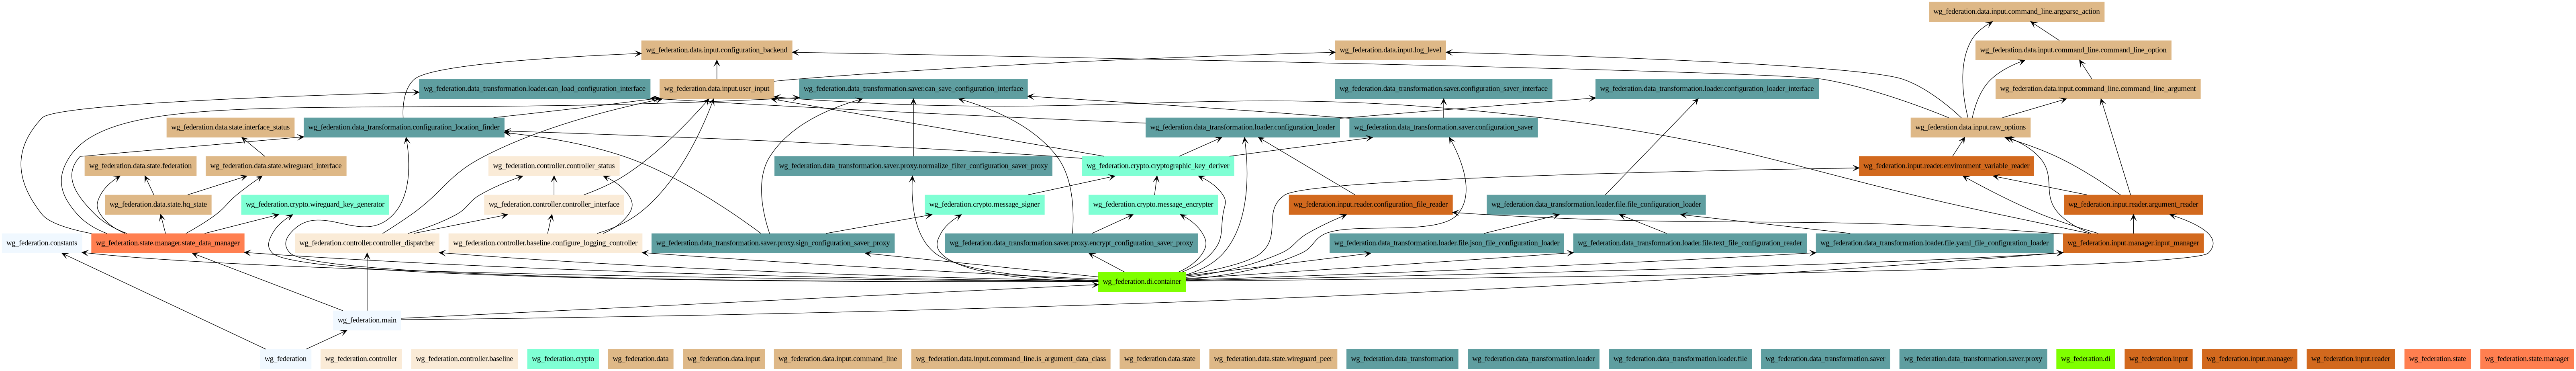 wg_federation.data.input.command_line.argparse_action
wg_federation.data.input.configuration_backend
wg_federation.data.input.log_level
wg_federation.data.input.command_line.command_line_option
wg_federation.data_transformation.loader.can_load_configuration_interface
wg_federation.data.input.user_input
wg_federation.data_transformation.saver.can_save_configuration_interface
wg_federation.data_transformation.saver.configuration_saver_interface
wg_federation.data_transformation.loader.configuration_loader_interface
wg_federation.data.input.command_line.command_line_argument
wg_federation.data.state.interface_status
wg_federation.data_transformation.configuration_location_finder
wg_federation.data_transformation.loader.configuration_loader
wg_federation.data_transformation.saver.configuration_saver
wg_federation.data.input.raw_options
wg_federation.data.state.federation
wg_federation.data.state.wireguard_interface
wg_federation.controller.controller_status
wg_federation.data_transformation.saver.proxy.normalize_filter_configuration_saver_proxy
wg_federation.crypto.cryptographic_key_deriver
wg_federation.input.reader.environment_variable_reader
wg_federation.data.state.hq_state
wg_federation.crypto.wireguard_key_generator
wg_federation.controller.controller_interface
wg_federation.crypto.message_signer
wg_federation.crypto.message_encrypter
wg_federation.input.reader.configuration_file_reader
wg_federation.data_transformation.loader.file.file_configuration_loader
wg_federation.input.reader.argument_reader
wg_federation.constants
wg_federation.state.manager.state_data_manager
wg_federation.controller.controller_dispatcher
wg_federation.controller.baseline.configure_logging_controller
wg_federation.data_transformation.saver.proxy.sign_configuration_saver_proxy
wg_federation.data_transformation.saver.proxy.encrypt_configuration_saver_proxy
wg_federation.data_transformation.loader.file.json_file_configuration_loader
wg_federation.data_transformation.loader.file.text_file_configuration_reader
wg_federation.data_transformation.loader.file.yaml_file_configuration_loader
wg_federation.input.manager.input_manager
wg_federation.di.container
wg_federation.main
wg_federation
wg_federation.controller
wg_federation.controller.baseline
wg_federation.crypto
wg_federation.data
wg_federation.data.input
wg_federation.data.input.command_line
wg_federation.data.input.command_line.is_argument_data_class
wg_federation.data.state
wg_federation.data.state.wireguard_peer
wg_federation.data_transformation
wg_federation.data_transformation.loader
wg_federation.data_transformation.loader.file
wg_federation.data_transformation.saver
wg_federation.data_transformation.saver.proxy
wg_federation.di
wg_federation.input
wg_federation.input.manager
wg_federation.input.reader
wg_federation.state
wg_federation.state.manager